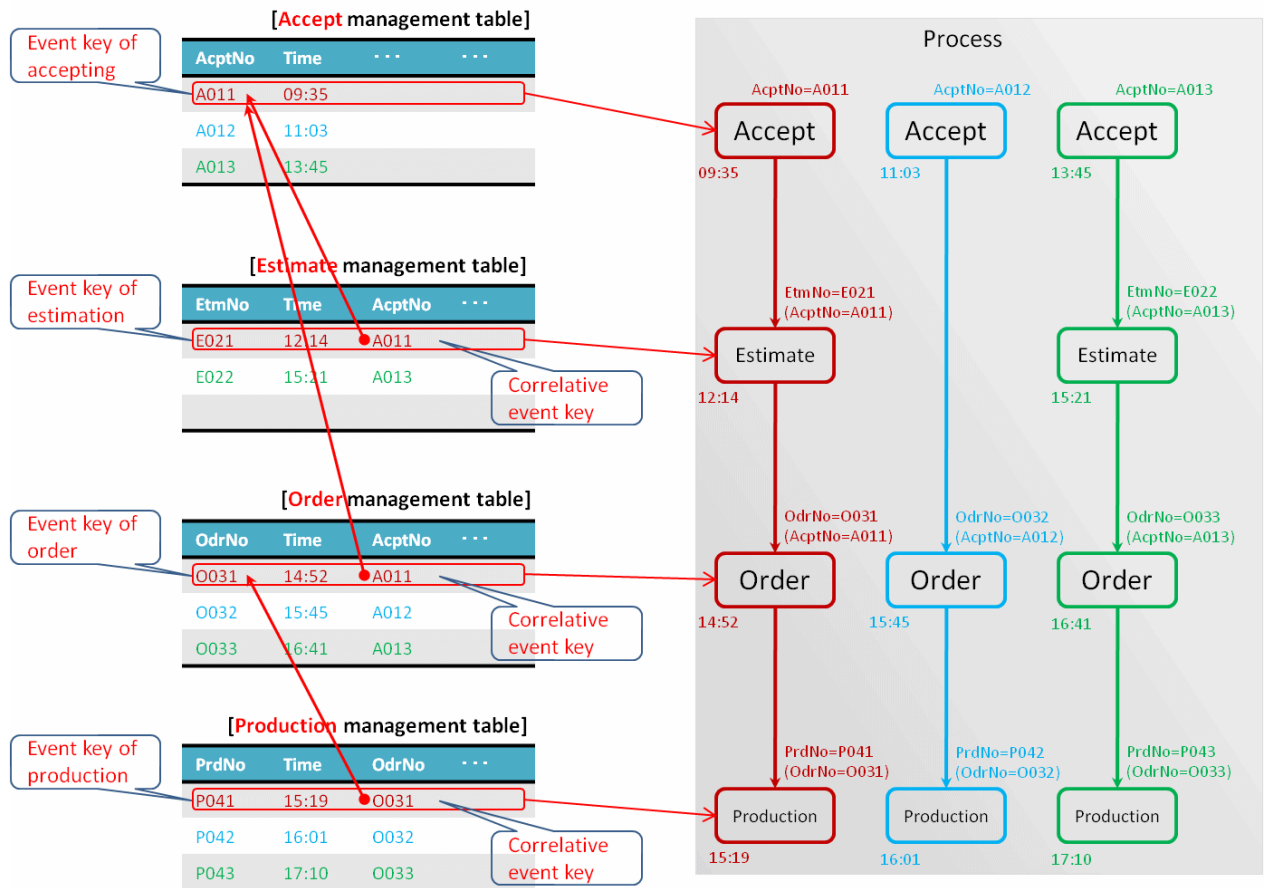 [Accept management table]
Event key of
accepting
AcptNo Time --- ---
A011 09:35
A012 11:03
A013 13:45
[Estimate management table]
Event key of
estimation
EtmNo Time AcptNo ---
E021 12:14 A011
E022 15:21 A013
Correlative
event key
[Order management table]
Event key of
order
OdrNo Time AcptNo ---
O031 14:52 A011
O032 15:45 A012
O033 16:41 A013
Correlative
event key
[Production management table]
Event key of
production
PrdNo Time OdrNo ---
P041 15:19 O031
P042 16:01 O032
P043 17:10 O033
Correlative
event key
Process
AcptNo=A011 AcptNo=A012 AcptNo=A013
Accept Accept Accept
09:35 11:03 13:45
EtmNo=E021 EtmNo=E022
(AcptNo=A011) (AcptNo=A013)
Estimate Estimate
12:14 15:21
OdrNo=O031 OdrNo=O032 OdrNo=O033
(AcptNo=A011) (AcptNo=A012) (AcptNo=A013)
Order Order Order
14:52 15:45 16:41
PrdNo=P041 PrdNo=P042 PrdNo=P043
(OdrNo=O031) (OdrNo=O032) (OdrNo=O033)
Production Production Production
15:19 16:01 17:10